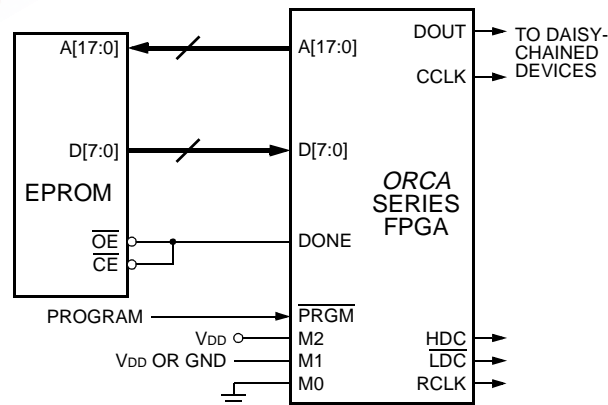 A[17:0]
D[7:0]
EPROM
OE
CE
PROGRAM
VDD
VDD OR GND
A[17:0]
D[7:0]
DONE
PRGM
M2
M1
M0
ORCA
SERIES
FPGA
DOUT
CCLK
HDC
LDC
RCLK
TO DAISY-
CHAINED
DEVICES